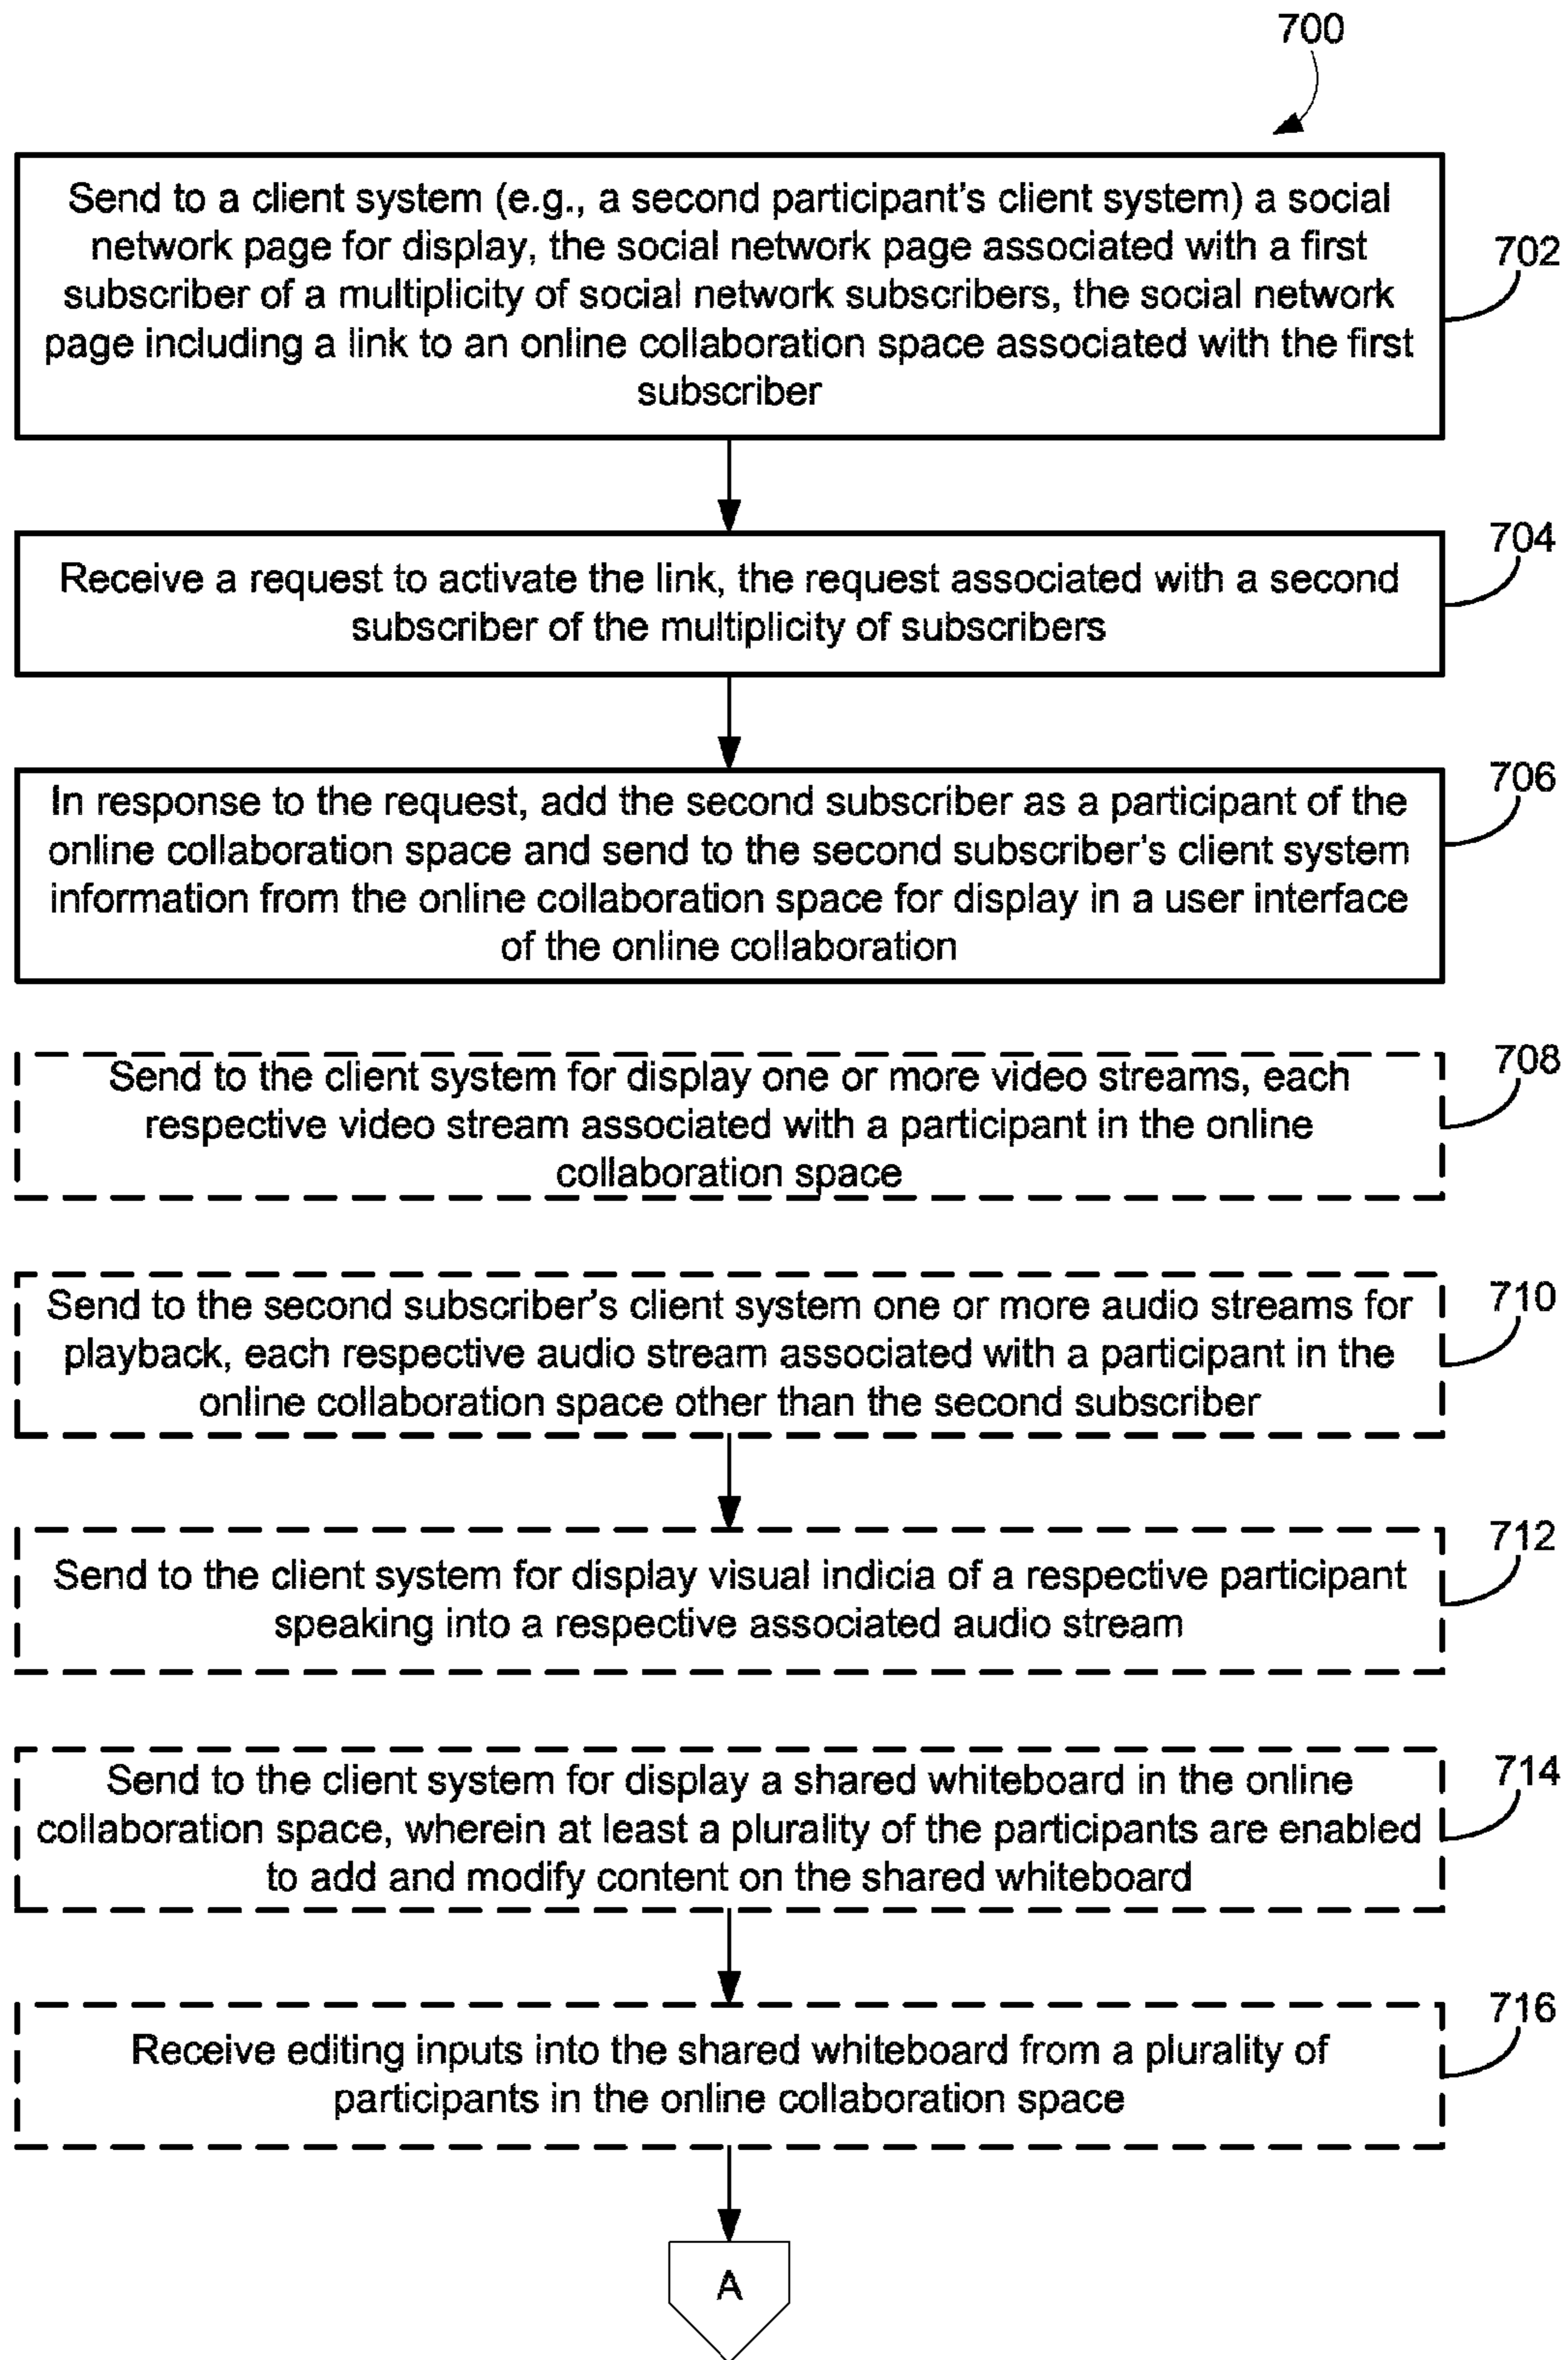 700
Send to a client system (e.g., a second participant's client system) a social
network page for display, the social network page associated with a first
subscriber of a multiplicity of social network subscribers, the social network
page including a link to an online collaboration space associated with the first
subscriber
702
Receive a request to activate the link, the request associated with a second
subscriber of the multiplicity of subscribers
704
In response to the request, add the second subscriber as a participant of the
online collaboration space and send to the second subscriber's client system
information from the online collaboration space for display in a user interface
of the online collaboration
706
Send to the client system for display one or more video streams, each
respective video stream associated with a participant in the online
collaboration space
708
Send to the second subscriber's client system one or more audio streams for
playback, each respective audio stream associated with a participant in the
online collaboration space other than the second subscriber
710
Send to the client system for display visual indicia of a respective participant
speaking into a respective associated audio stream
712
Send to the client system for display a shared whiteboard in the online
collaboration space, wherein at least a plurality of the participants are enabled
to add and modify content on the shared whiteboard
714
Receive editing inputs into the shared whiteboard from a plurality of
participants in the online collaboration space
716
A